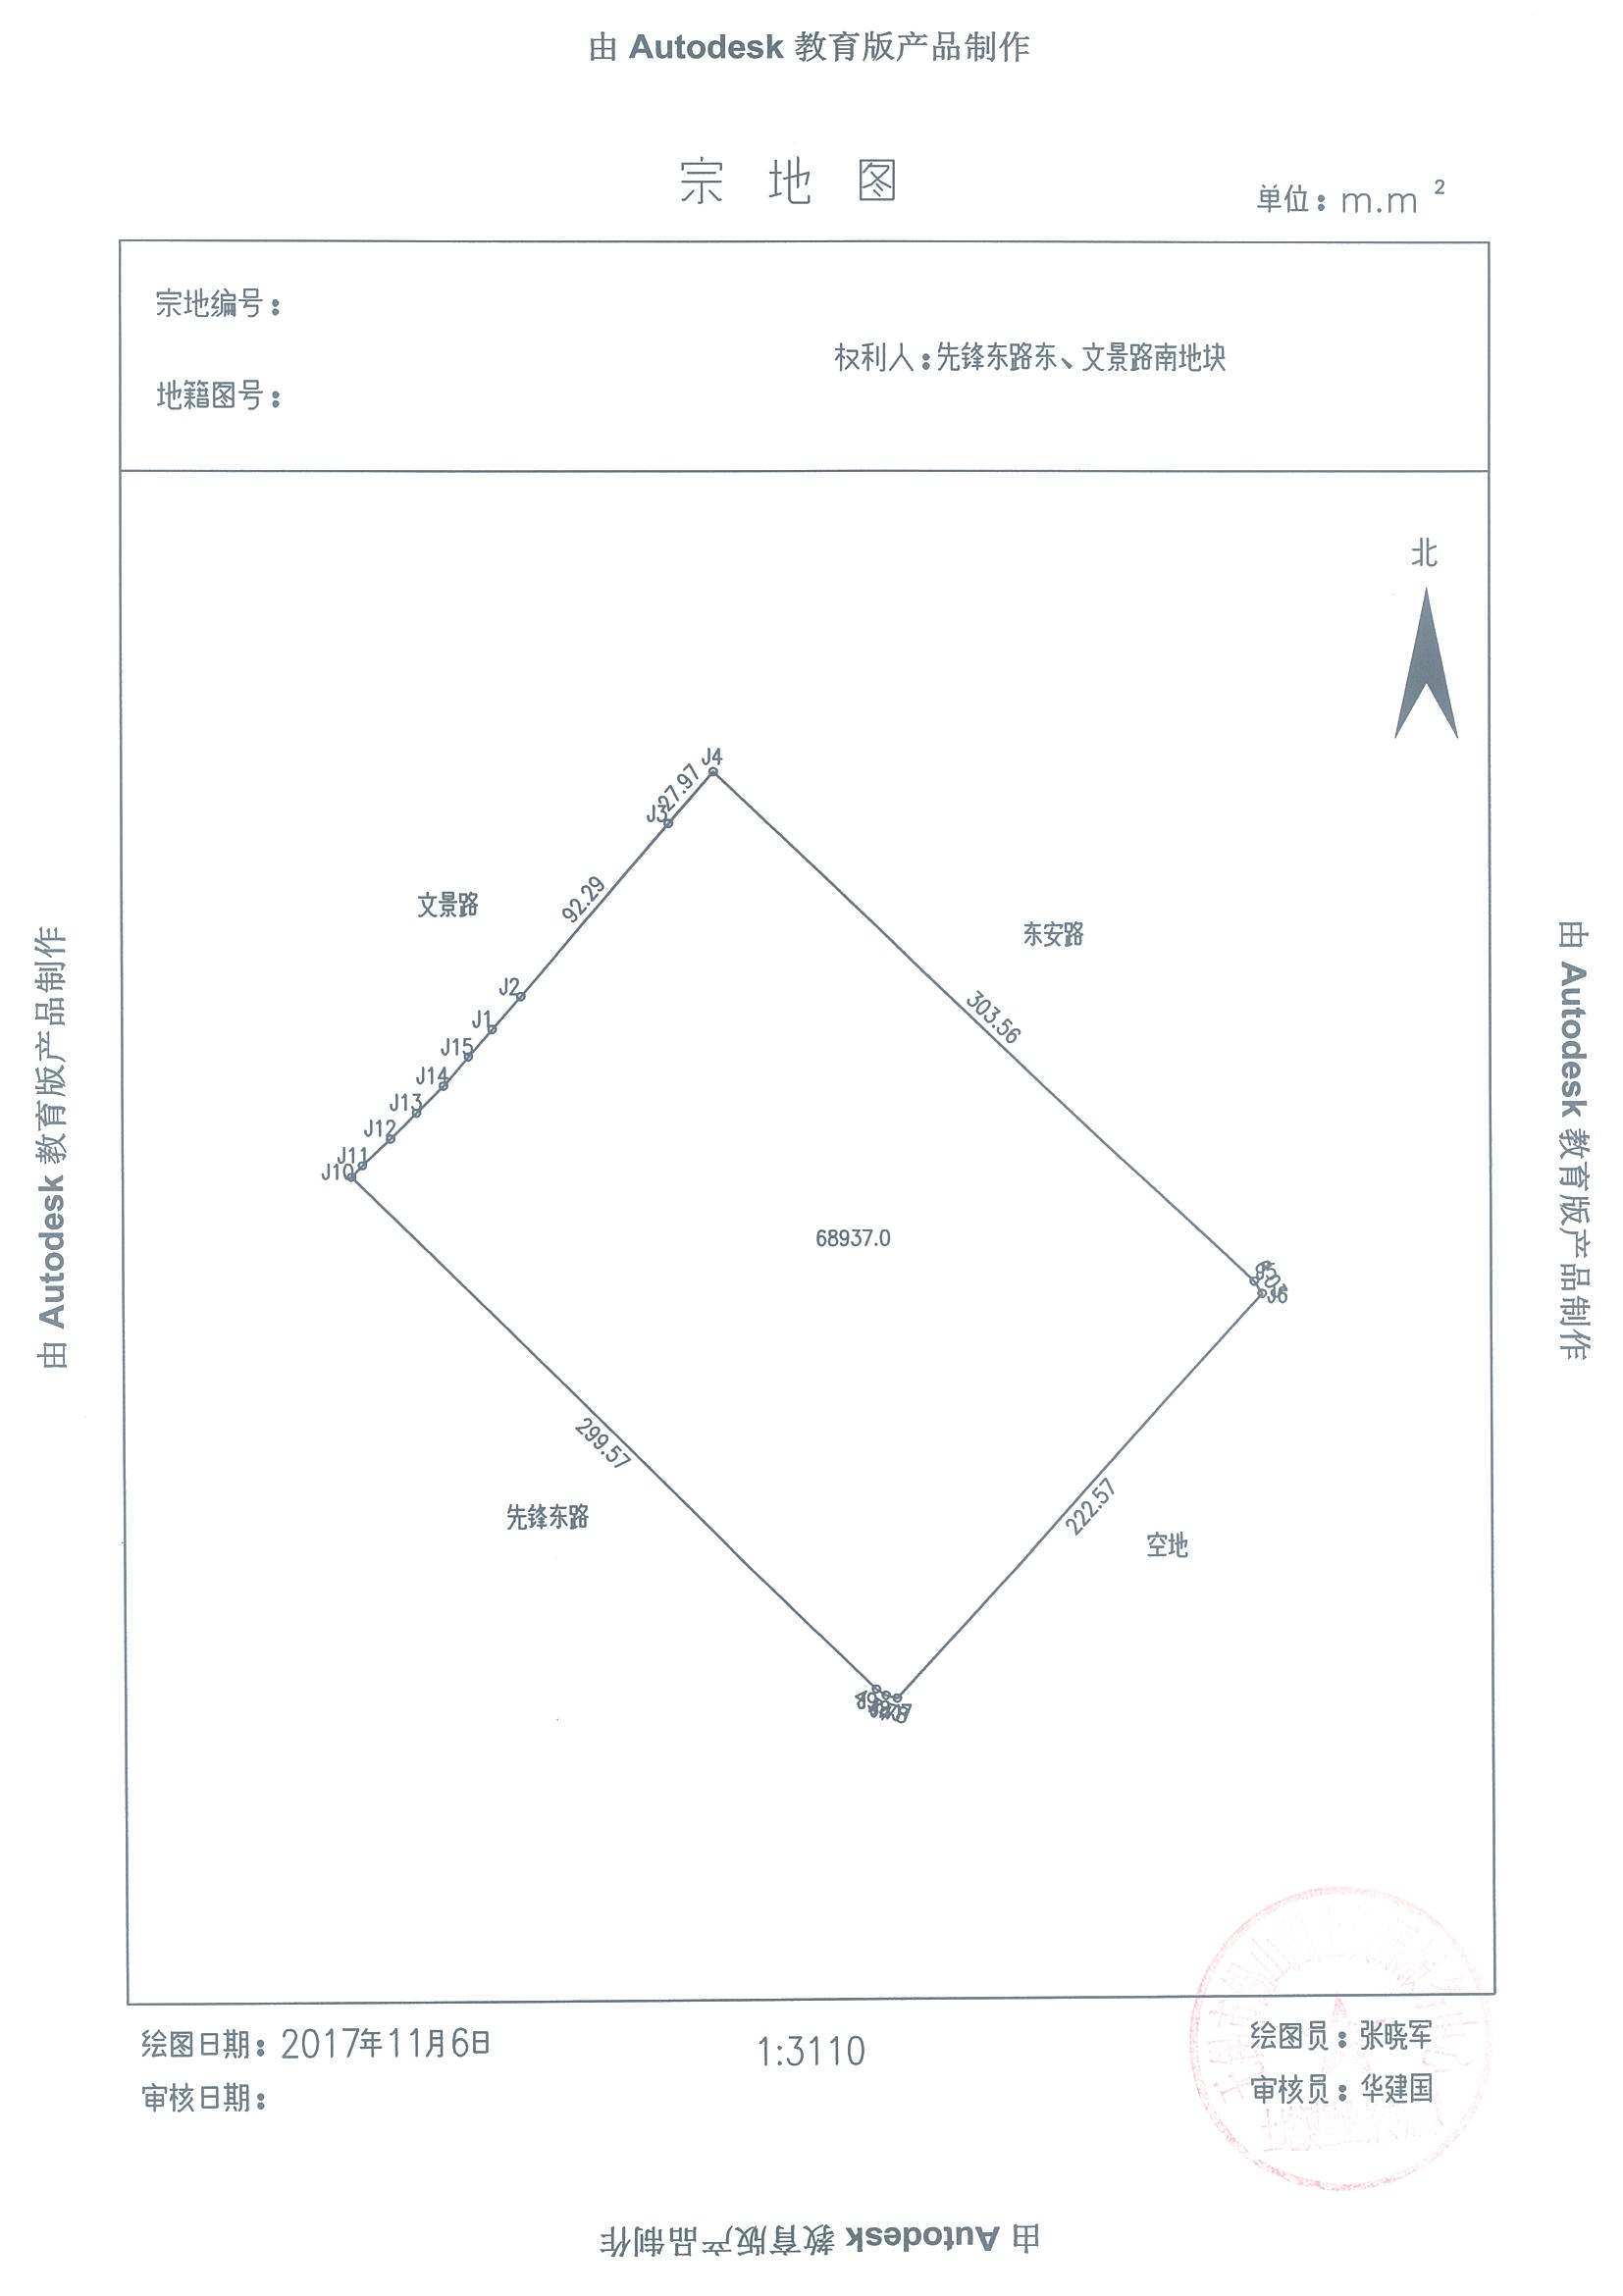 由 Autodesk 教育版产品制作
宗 地 图
单位：m.m ²
宗地编号：
权利人：先锋东路东、文景路南地块
地籍图号：
北
J4
27.97
J3
92.29
文景路
东安路
J2
303.56
J1
J15
J14
J13
J12
J11
J10
68937.0
J6
299.57
222.57
先锋东路
空地
由 Autodesk 教育版产品制作
由 Autodesk 教育版产品制作
绘图日期：2017年11月6日
1:3110
绘图员：张晓军
审核日期：
审核员：华建国
由 Autodesk 教育版产品制作